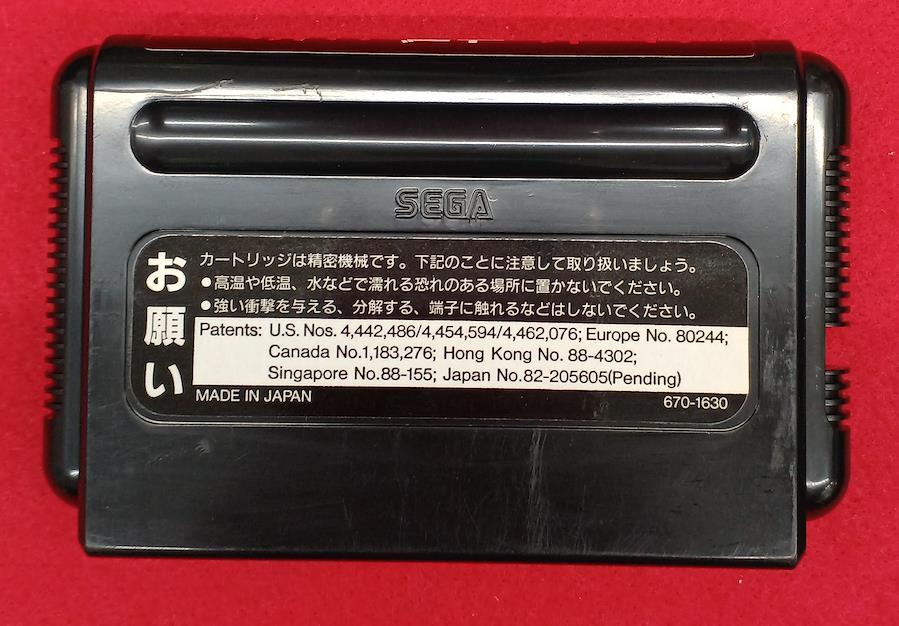 SEGA
お願い
カートリッジは精密機械です。下記のことに注意して取り扱いましょう。
●高温や低温、水などで濡れる恐れのある場所に置かないでください。
●強い衝撃を与える、分解する、端子に触れるなどはしないでください。
Patents: U.S. Nos. 4,442,486/4,454,594/4,462,076; Europe No. 80244;
Canada No.1,183,276; Hong Kong No. 88-4302;
Singapore No.88-155; Japan No.82-205605(Pending)
MADE IN JAPAN
670-1630